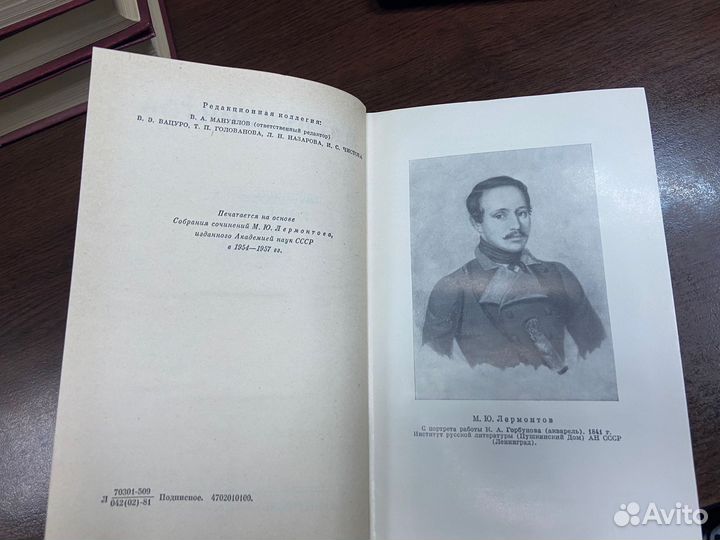 Редакционная коллегия:
В. А. МАНУЙЛОВ (ответственный редактор)
В. Э. ВАЦУРО, Т. П. ГОЛОВАНОВА, Л. Н. НАЗАРОВА, И. С. ЧИСТОВА
Печатается на основе
Собрания сочинений М. Ю. Лермонтова,
изданного Академией наук СССР
в 1954—1957 гг.
Л 70301-509
042(02)-81 Подписное. 4702010100.
М. Ю. Лермонтов
С портрета работы К. А. Горбунова (акварель). 1841 г.
Институт русской литературы (Пушкинский Дом) АН СССР
(Ленинград).
Avito